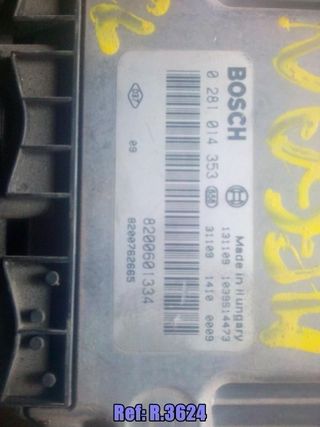 BOSCH
0 281 014 353
Made in Hungary
131109 1039S14473
31109 1410 0009
09
8200601334
8200762665
Ref: R.3624